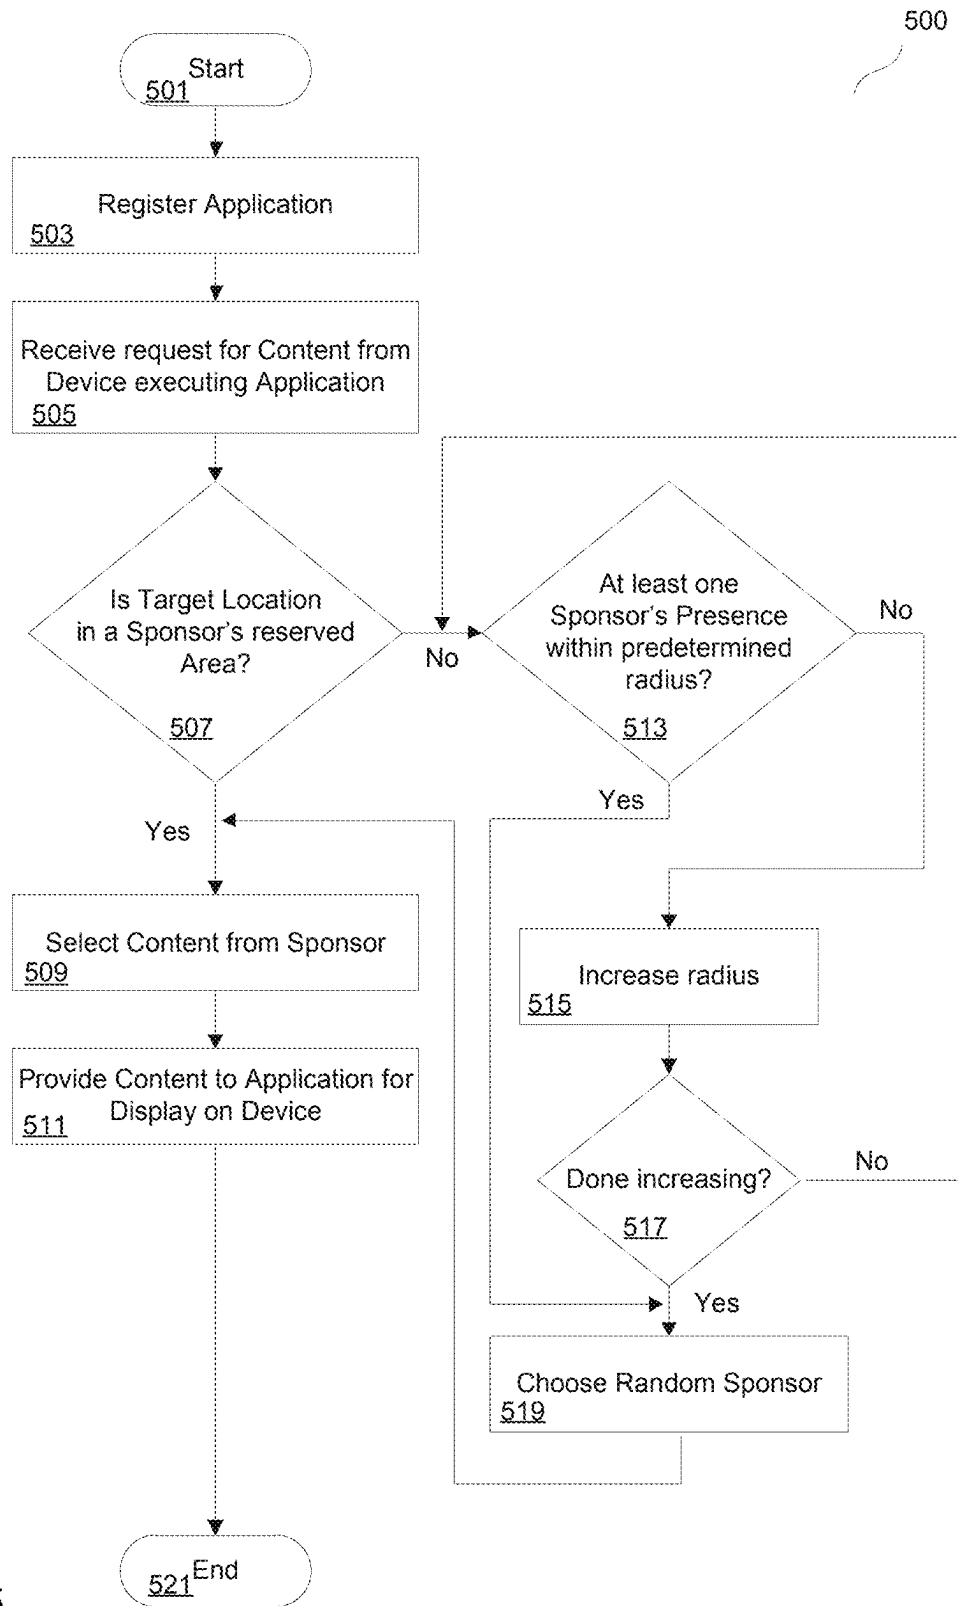 500
Start
501
Register Application
503
Receive request for Content from
Device executing Application
505
Is Target Location
in a Sponsor's reserved
Area?
507
No
At least one
Sponsor's Presence
within predetermined
radius?
513
No
Yes
Yes
Select Content from Sponsor
509
Increase radius
515
Provide Content to Application for
Display on Device
511
Done increasing?
517
No
Yes
Choose Random Sponsor
519
End
521